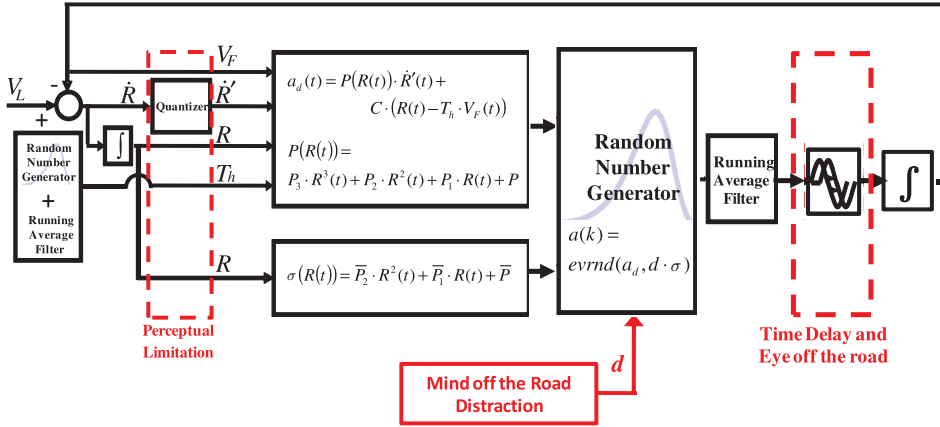 V_F
V_L
-
+
Ṙ
Quantizer
Ṙ′
∫
R
T_h
R
Random
Number
Generator
+
Running
Average
Filter
Perceptual
Limitation
a_d(t) = P(R(t))·Ṙ′(t) +
C·(R(t) − T_h·V_F(t))
P(R(t)) =
P_3·R^3(t) + P_2·R^2(t) + P_1·R(t) + P
σ(R(t)) = P̄_2·R^2(t) + P̄_1·R(t) + P̄
Random
Number
Generator
a(k) =
evrnd(a_d, d·σ)
d
Mind off the Road
Distraction
Running
Average
Filter
∫
Time Delay and
Eye off the road